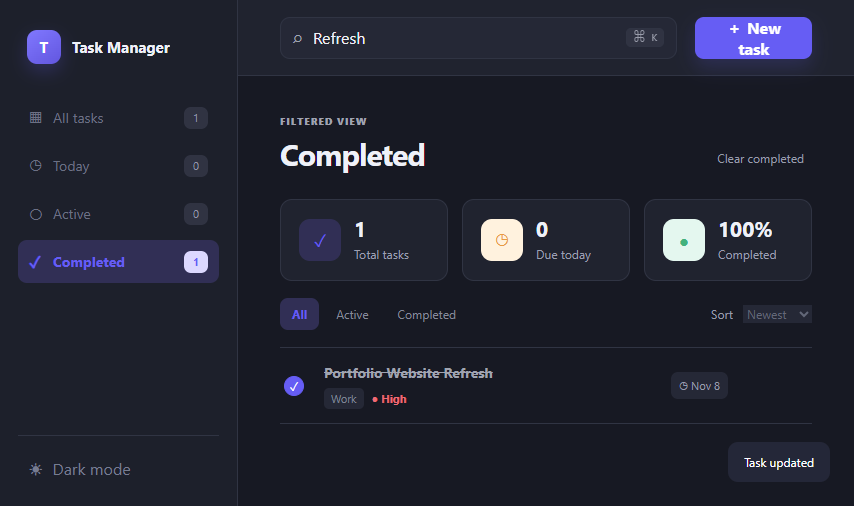 T Task Manager
Refresh
⌘ K
+ New
task
All tasks 1
Today 0
Active 0
Completed 1
Dark mode
FILTERED VIEW
Completed
Clear completed
1
Total tasks
0
Due today
100%
Completed
All Active Completed
Sort Newest
Portfolio Website Refresh
Work • High
Nov 8
Task updated